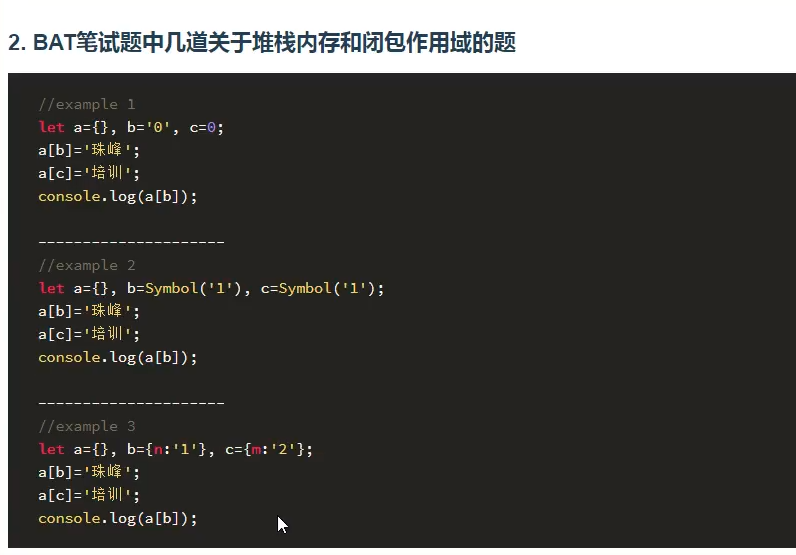 2. BAT笔试题中几道关于堆栈内存和闭包作用域的题
//example 1
let a={}, b='0', c=0;
a[b]='珠峰';
a[c]='培训';
console.log(a[b]);
---------------------
//example 2
let a={}, b=Symbol('1'), c=Symbol('1');
a[b]='珠峰';
a[c]='培训';
console.log(a[b]);
---------------------
//example 3
let a={}, b={n:'1'}, c={m:'2'};
a[b]='珠峰';
a[c]='培训';
console.log(a[b]);